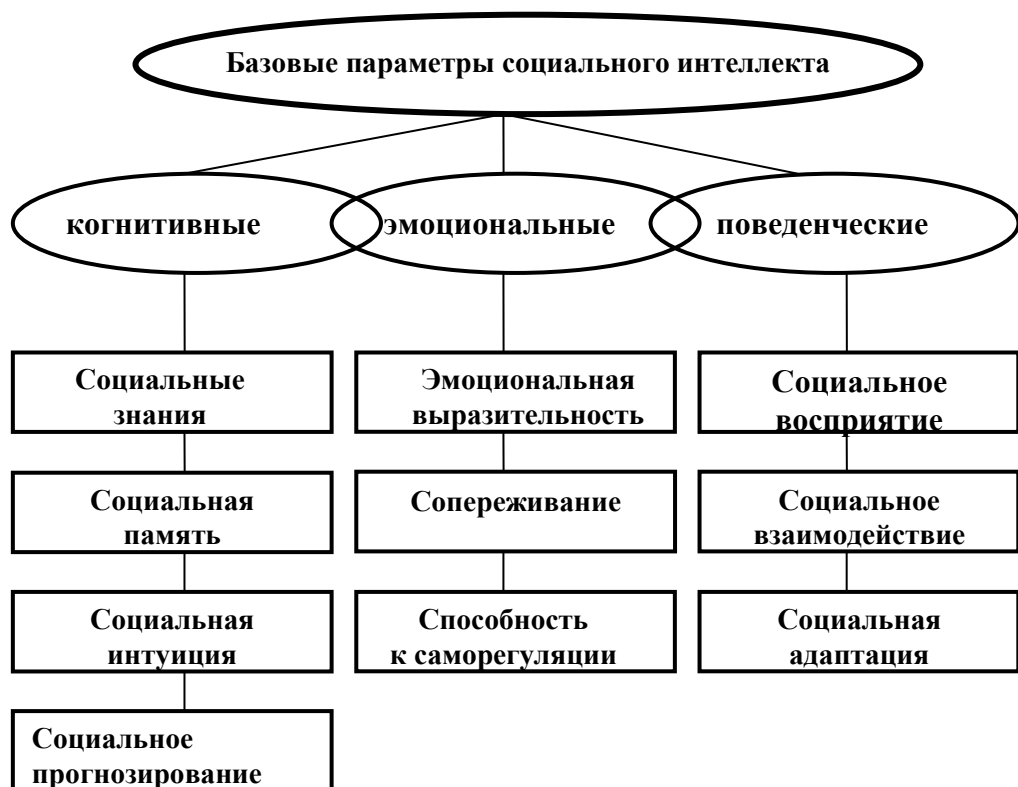 Базовые параметры социального интеллекта
когнитивные
эмоциональные
поведенческие
Социальные
знания
Эмоциональная
выразительность
Социальное
восприятие
Социальная
память
Сопереживание
Социальное
взаимодействие
Социальная
интуиция
Способность
к саморегуляции
Социальная
адаптация
Социальное
прогнозирование